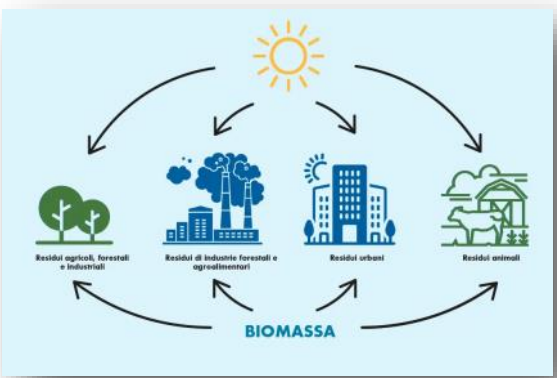 Residui agricoli, forestali
e industriali
Residui di industrie forestali e
agroalimentari
Residui urbani
Residui animali
BIOMASSA